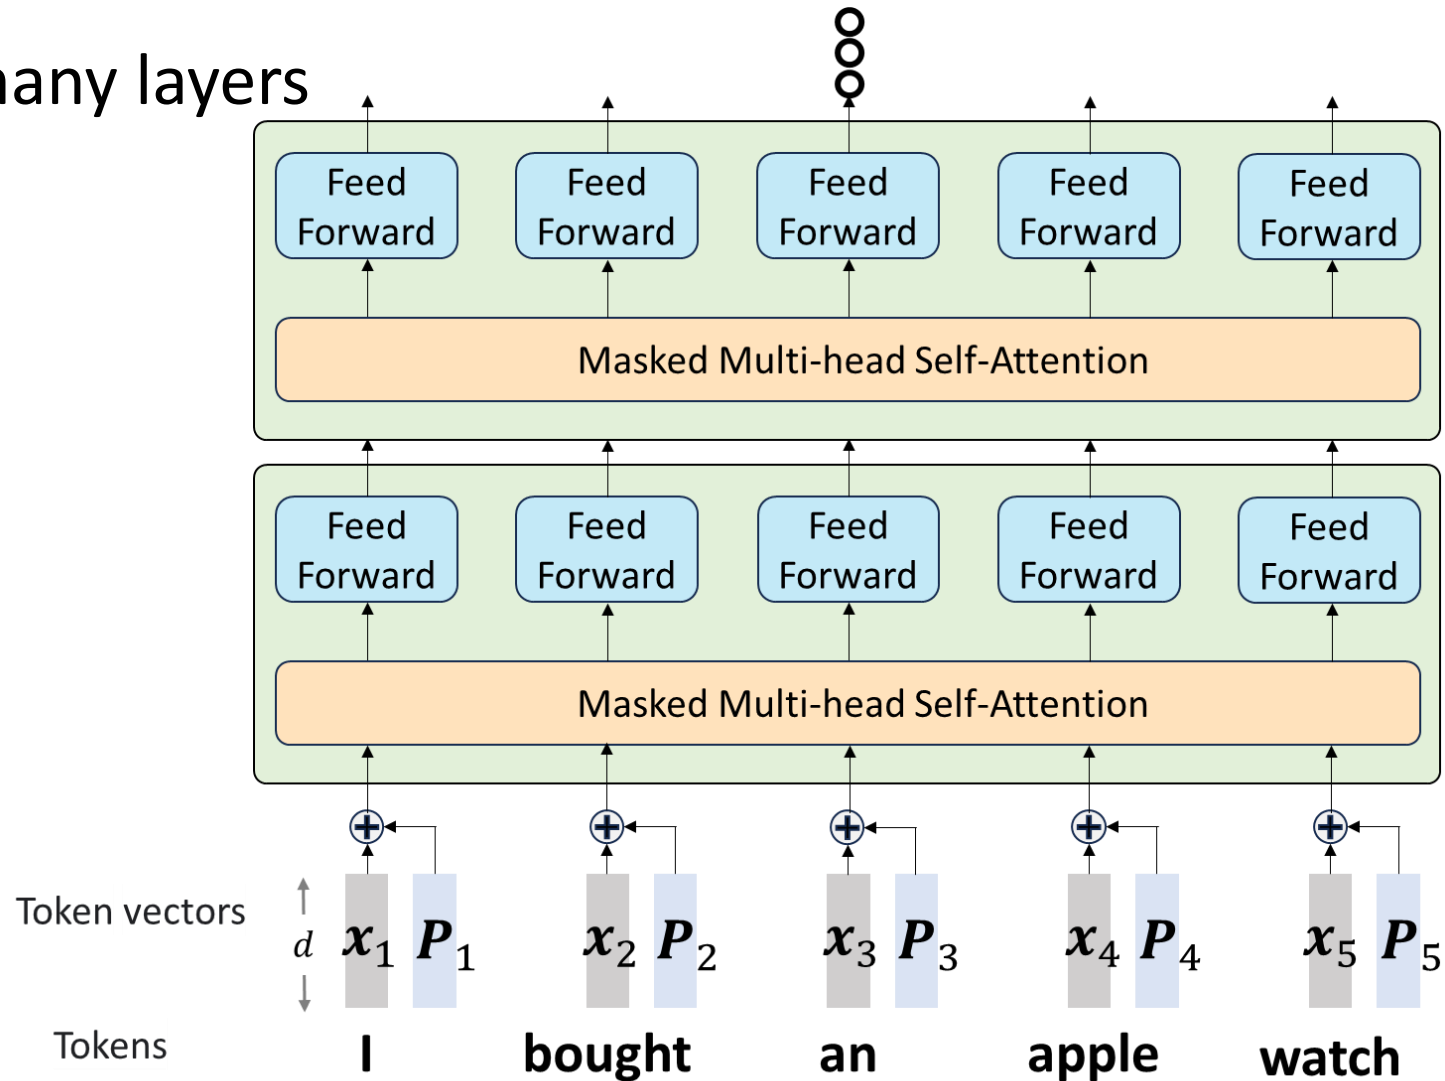 any layers
Feed Feed Feed Feed Feed
Forward Forward Forward Forward Forward
Masked Multi-head Self-Attention
Feed Feed Feed Feed Feed
Forward Forward Forward Forward Forward
Masked Multi-head Self-Attention
Token vectors d x₁ P₁ x₂ P₂ x₃ P₃ x₄ P₄ x₅ P₅
Tokens I bought an apple watch